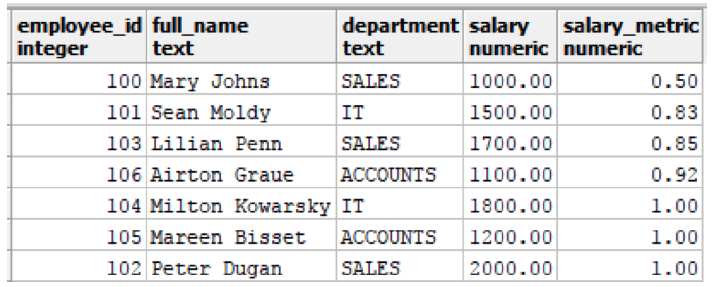 employee_id full_name department salary salary_metric
integer text text numeric numeric
100 Mary Johns SALES 1000.00 0.50
101 Sean Moldy IT 1500.00 0.83
103 Lilian Penn SALES 1700.00 0.85
106 Airton Graue ACCOUNTS 1100.00 0.92
104 Milton Kowarsky IT 1800.00 1.00
105 Mareen Bisset ACCOUNTS 1200.00 1.00
102 Peter Dugan SALES 2000.00 1.00